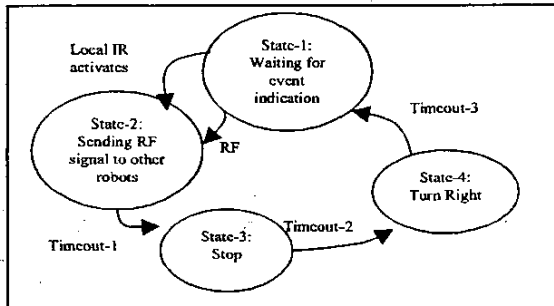 Local IR
activates
State-1:
Waiting for
event
indication
Timeout-3
State-2:
Sending RF
signal to other
robots
RF
State-4:
Turn Right
Timeout-1
State-3:
Stop
Timeout-2